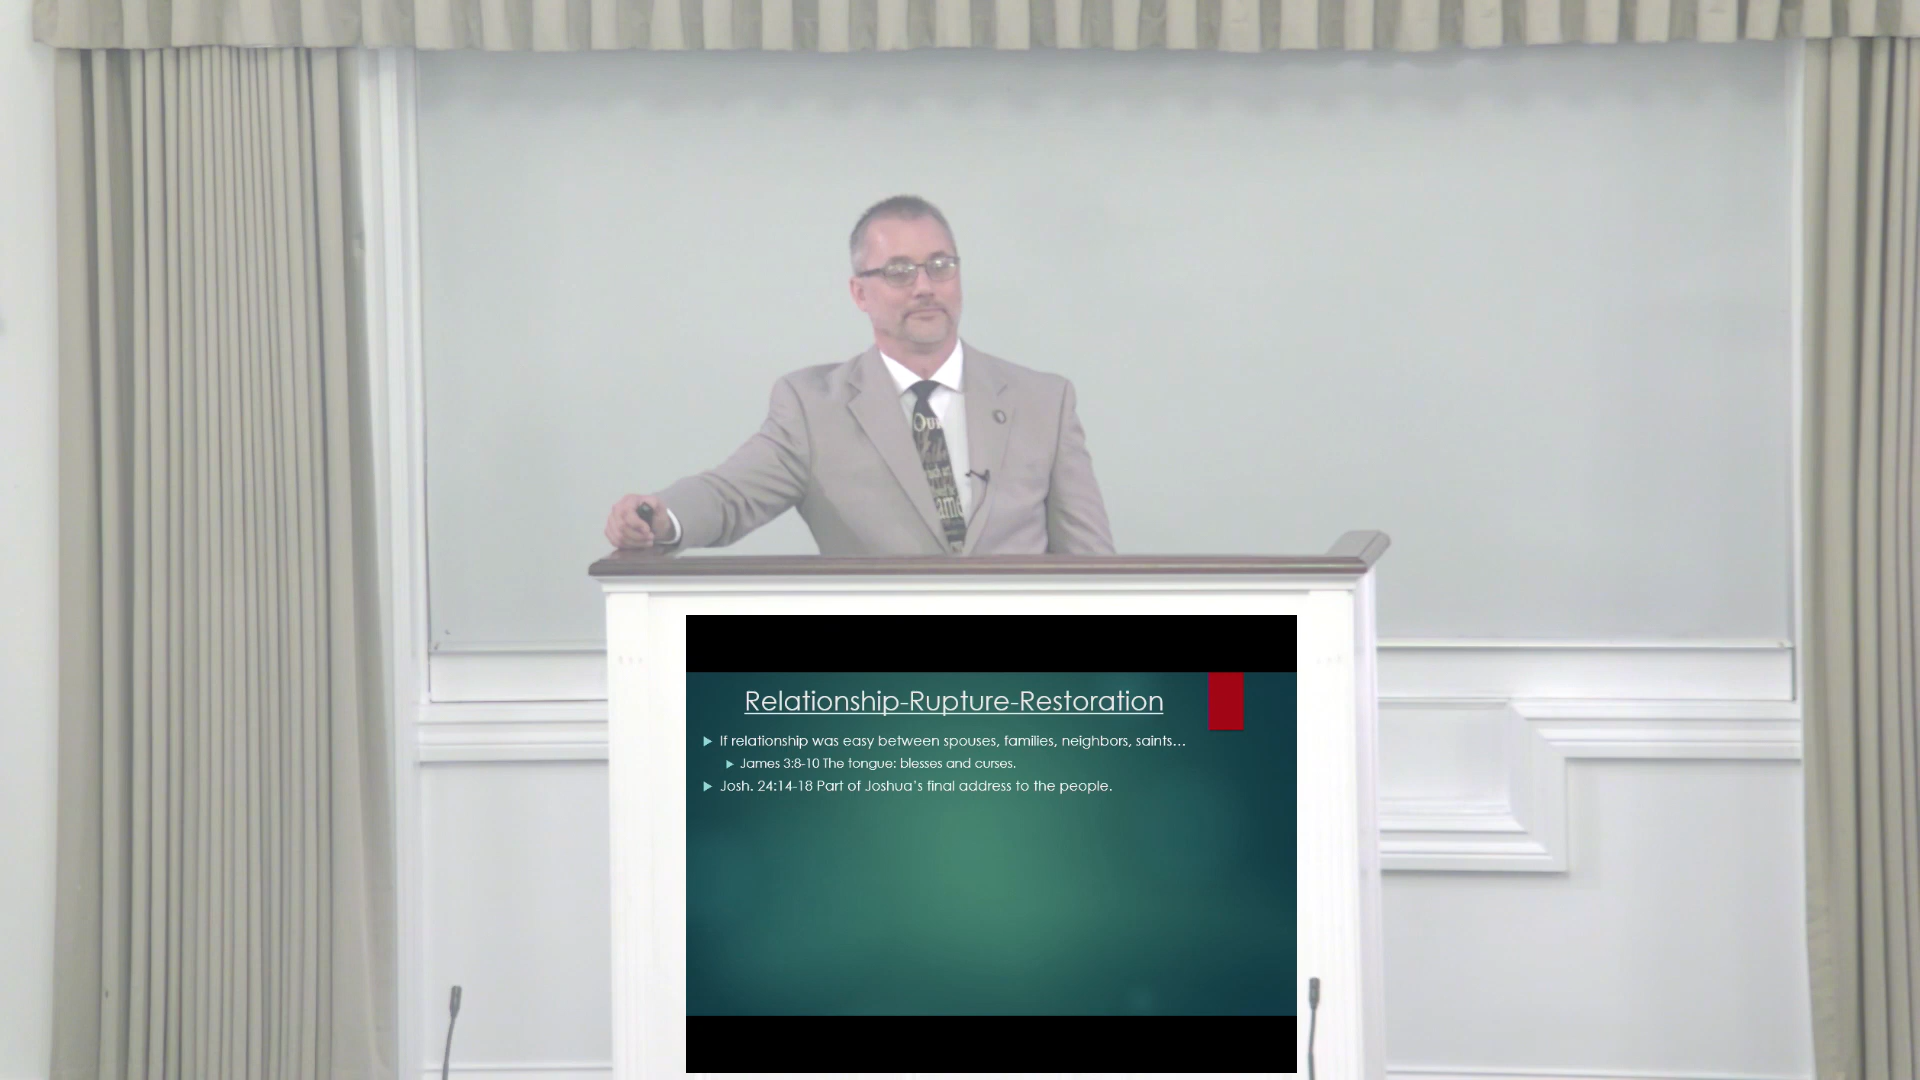 Our
Relationship-Rupture-Restoration
If relationship was easy between spouses, families, neighbors, saints…
James 3:8-10 The tongue: blesses and curses.
Josh. 24:14-18 Part of Joshua’s final address to the people.